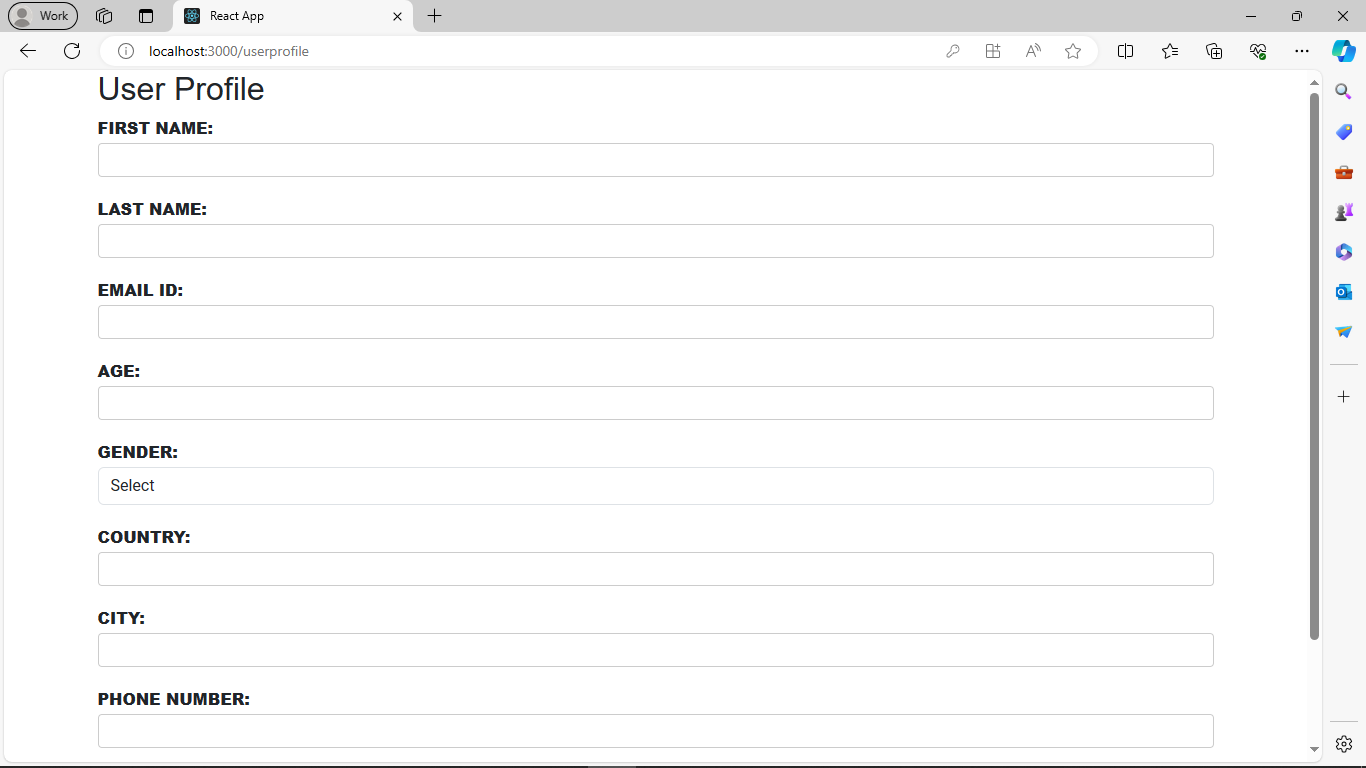 Work
React App
localhost:3000/userprofile
User Profile
FIRST NAME:
LAST NAME:
EMAIL ID:
AGE:
GENDER:
Select
COUNTRY:
CITY:
PHONE NUMBER: